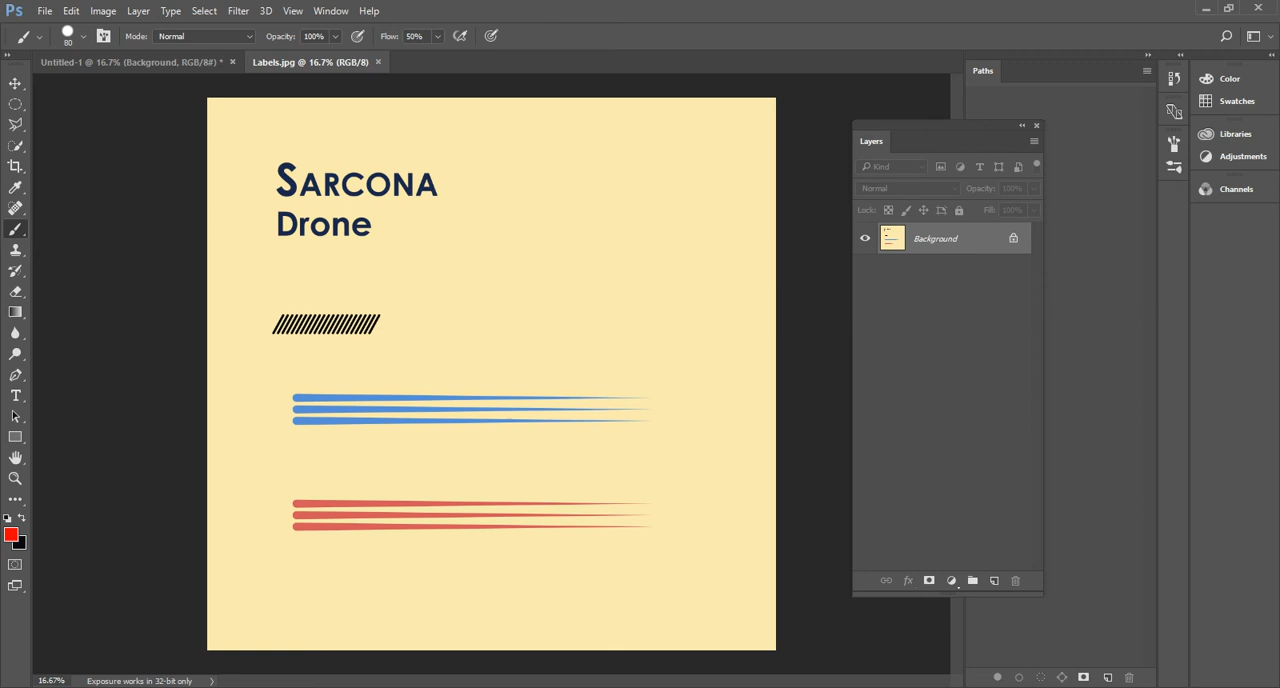 Ps File Edit Image Layer Type Select Filter 3D View Window Help
80 Mode: Normal Opacity: 100% Flow: 50%
Untitled-1 @ 16.7% (Background, RGB/8#) * × Labels.jpg @ 16.7% (RGB/8) ×
Paths
Color
Swatches
Libraries
Adjustments
Channels
Layers
Kind
Normal Opacity: 100%
Lock: Fill: 100%
Background
SARCONA
Drone
16.67% Exposure works in 32-bit only